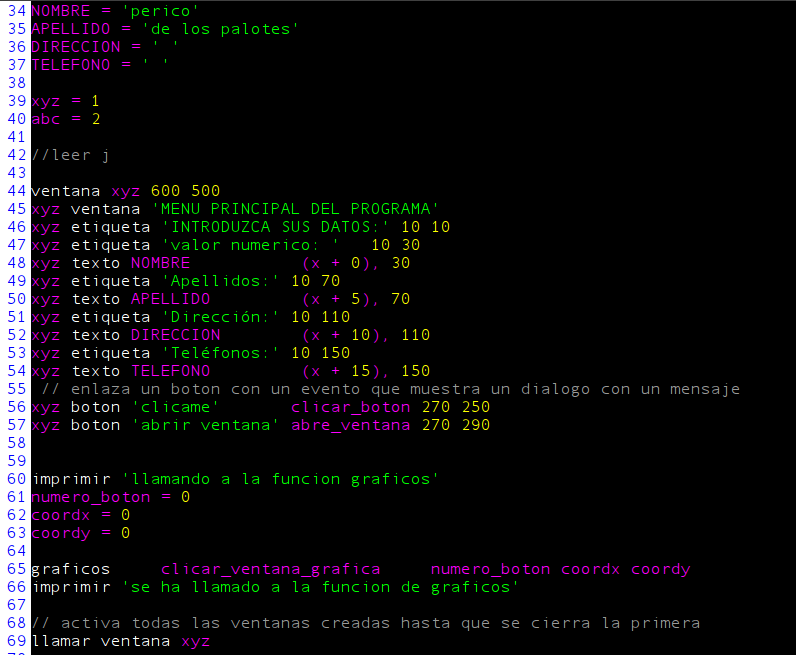 34 NOMBRE = 'perico'
35 APELLIDO = 'de los palotes'
36 DIRECCION = ' '
37 TELEFONO = ' '
38
39 xyz = 1
40 abc = 2
41
42 //leer j
43
44 ventana xyz 600 500
45 xyz ventana 'MENU PRINCIPAL DEL PROGRAMA'
46 xyz etiqueta 'INTRODUZCA SUS DATOS:' 10 10
47 xyz etiqueta 'valor numerico: '   10 30
48 xyz texto NOMBRE           (x + 0), 30
49 xyz etiqueta 'Apellidos:' 10 70
50 xyz texto APELLIDO         (x + 5), 70
51 xyz etiqueta 'Dirección:' 10 110
52 xyz texto DIRECCION        (x + 10), 110
53 xyz etiqueta 'Teléfonos:' 10 150
54 xyz texto TELEFONO         (x + 15), 150
55  // enlaza un boton con un evento que muestra un dialogo con un mensaje
56 xyz boton 'clicame'       clicar_boton 270 250
57 xyz boton 'abrir ventana' abre_ventana 270 290
58
59
60 imprimir 'llamando a la funcion graficos'
61 numero_boton = 0
62 coordx = 0
63 coordy = 0
64
65 graficos     clicar_ventana_grafica     numero_boton coordx coordy
66 imprimir 'se ha llamado a la funcion de graficos'
67
68 // activa todas las ventanas creadas hasta que se cierra la primera
69 llamar ventana xyz